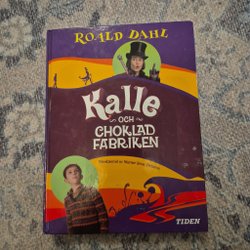 ROALD DAHL
Kalle
OCH
CHOKLAD
FABRIKEN
TIDEN